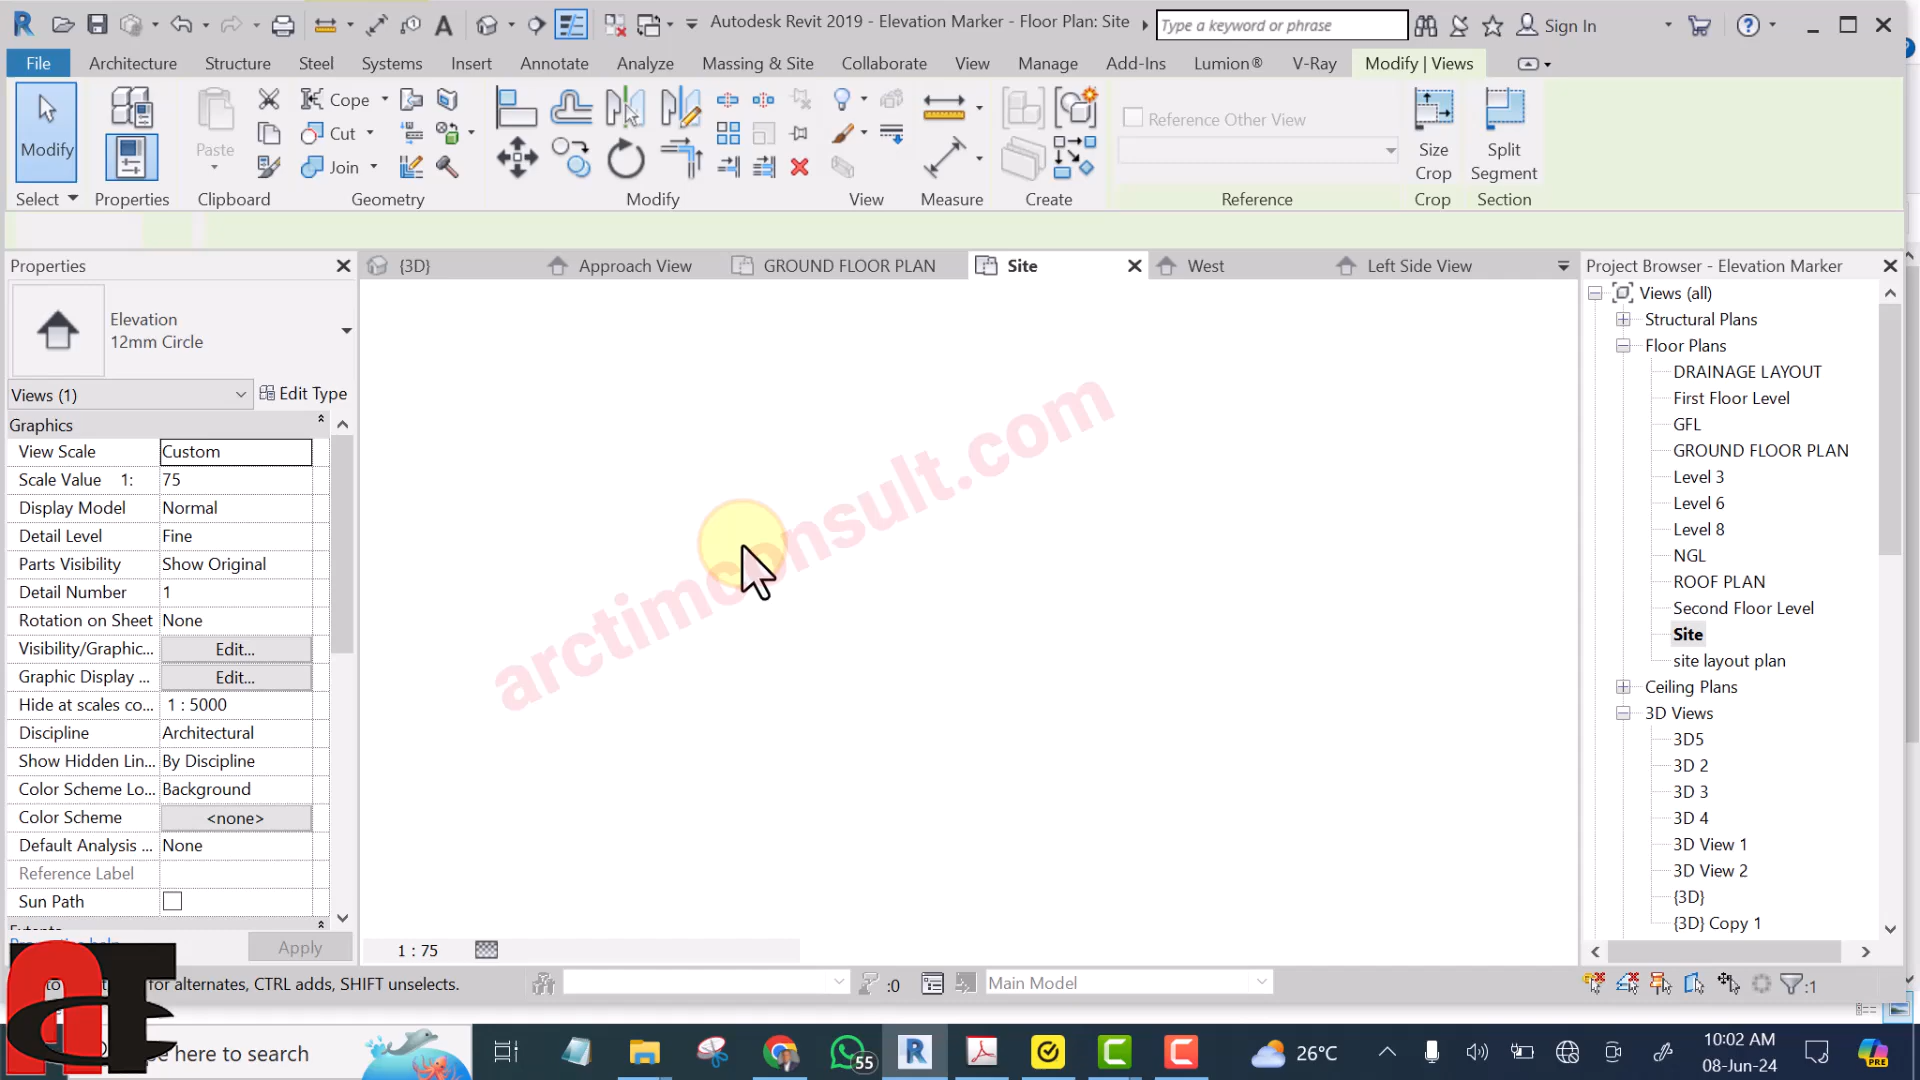 Autodesk Revit 2019 - Elevation Marker - Floor Plan: Site
Type a keyword or phrase
Sign In
File Architecture Structure Steel Systems Insert Annotate Analyze Massing & Site Collaborate View Manage Add-Ins Lumion® V-Ray Modify | Views
Modify
Paste
Cope
Cut
Join
Reference Other View
Size Crop
Split Segment
Select Properties Clipboard Geometry Modify View Measure Create Reference Crop Section
Properties
{3D} Approach View GROUND FLOOR PLAN Site West Left Side View
Project Browser - Elevation Marker
Elevation
12mm Circle
Views (1)
Edit Type
Graphics
View Scale Custom
Scale Value 1: 75
Display Model Normal
Detail Level Fine
Parts Visibility Show Original
Detail Number 1
Rotation on Sheet None
Visibility/Graphic... Edit...
Graphic Display ... Edit...
Hide at scales co... 1 : 5000
Discipline Architectural
Show Hidden Lin... By Discipline
Color Scheme Lo... Background
Color Scheme <none>
Default Analysis ... None
Reference Label
Sun Path
Apply
arctimconsult.com
Views (all)
Structural Plans
Floor Plans
DRAINAGE LAYOUT
First Floor Level
GFL
GROUND FLOOR PLAN
Level 3
Level 6
Level 8
NGL
ROOF PLAN
Second Floor Level
Site
site layout plan
Ceiling Plans
3D Views
3D5
3D 2
3D 3
3D 4
3D View 1
3D View 2
{3D}
{3D} Copy 1
1 : 75
for alternates, CTRL adds, SHIFT unselects.
:0
Main Model
:1
here to search
55
26°C
10:02 AM
08-Jun-24
PRE